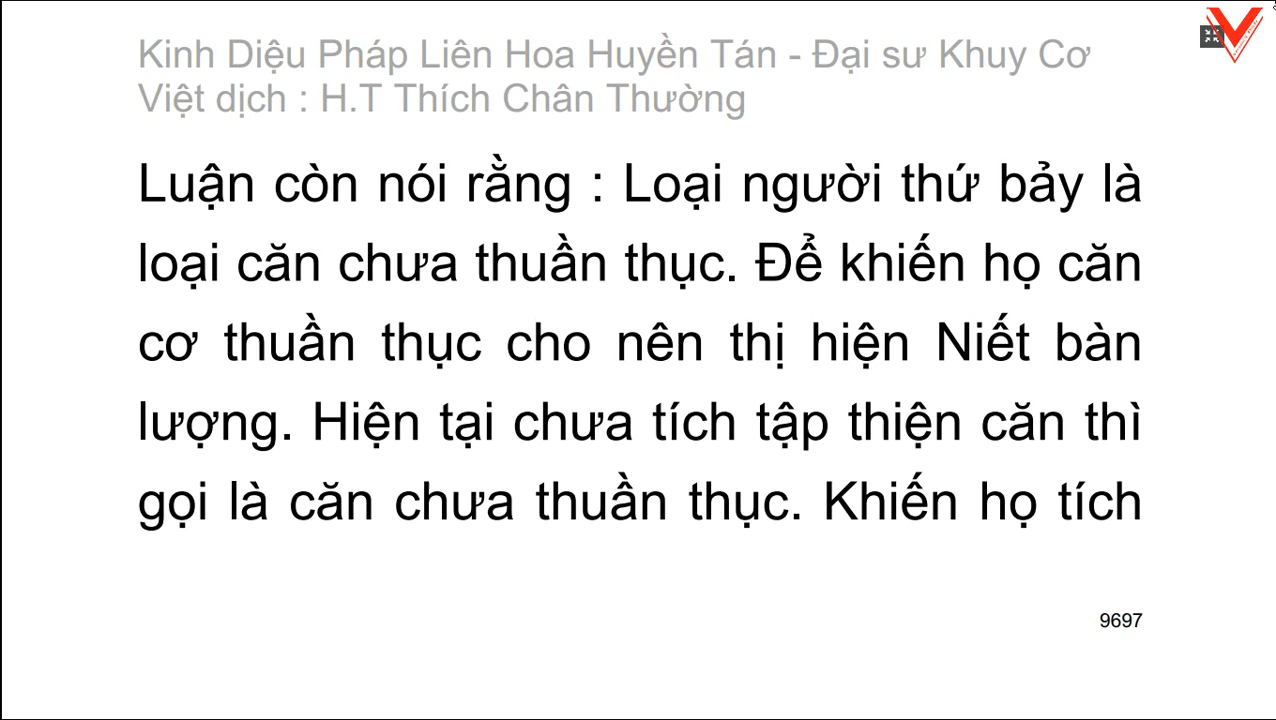 Kinh Diệu Pháp Liên Hoa Huyền Tán - Đại sư Khuy Cơ
Việt dịch : H.T Thích Chân Thường
Luận còn nói rằng : Loại người thứ bảy là
loại căn chưa thuần thục. Để khiến họ căn
cơ thuần thục cho nên thị hiện Niết bàn
lượng. Hiện tại chưa tích tập thiện căn thì
gọi là căn chưa thuần thục. Khiến họ tích
9697